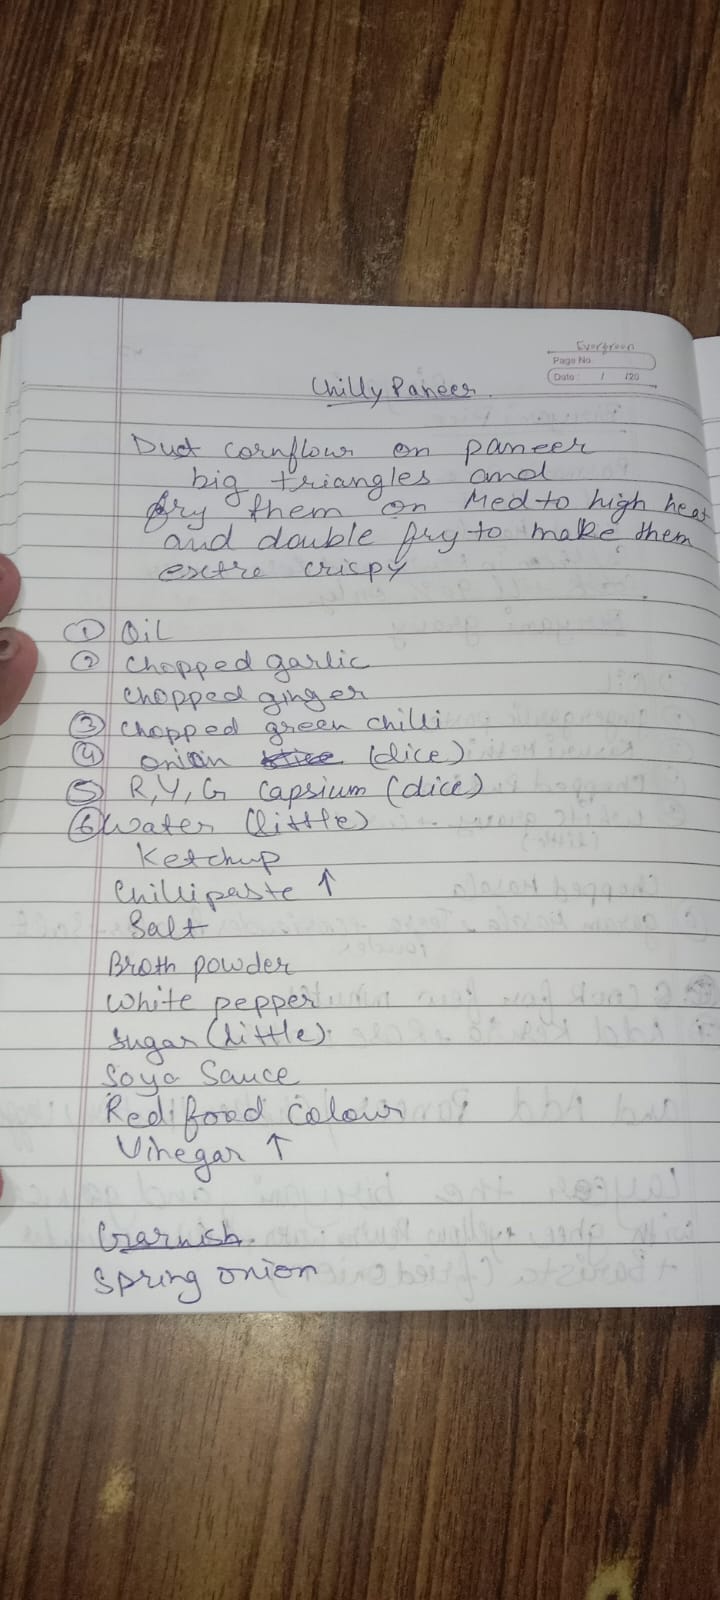 Evergreen
Page No.
Date: / /20
Chilly Paneer.
Dust cornflour on paneer
big triangles and
fry them on Med to high heat
and double fry to make them
extra crispy
① Oil
② Chopped garlic
chopped ginger
③ chopped green chilli
④ onion (dice)
⑤ R, Y, G Capsium (dice)
⑥ Water (little)
Ketchup
Chilli paste ↑
Salt
Broth powder
White pepper
Sugar (little)
Soya Sauce
Red food Colour
Vinegar ↑
Garnish.
Spring onion